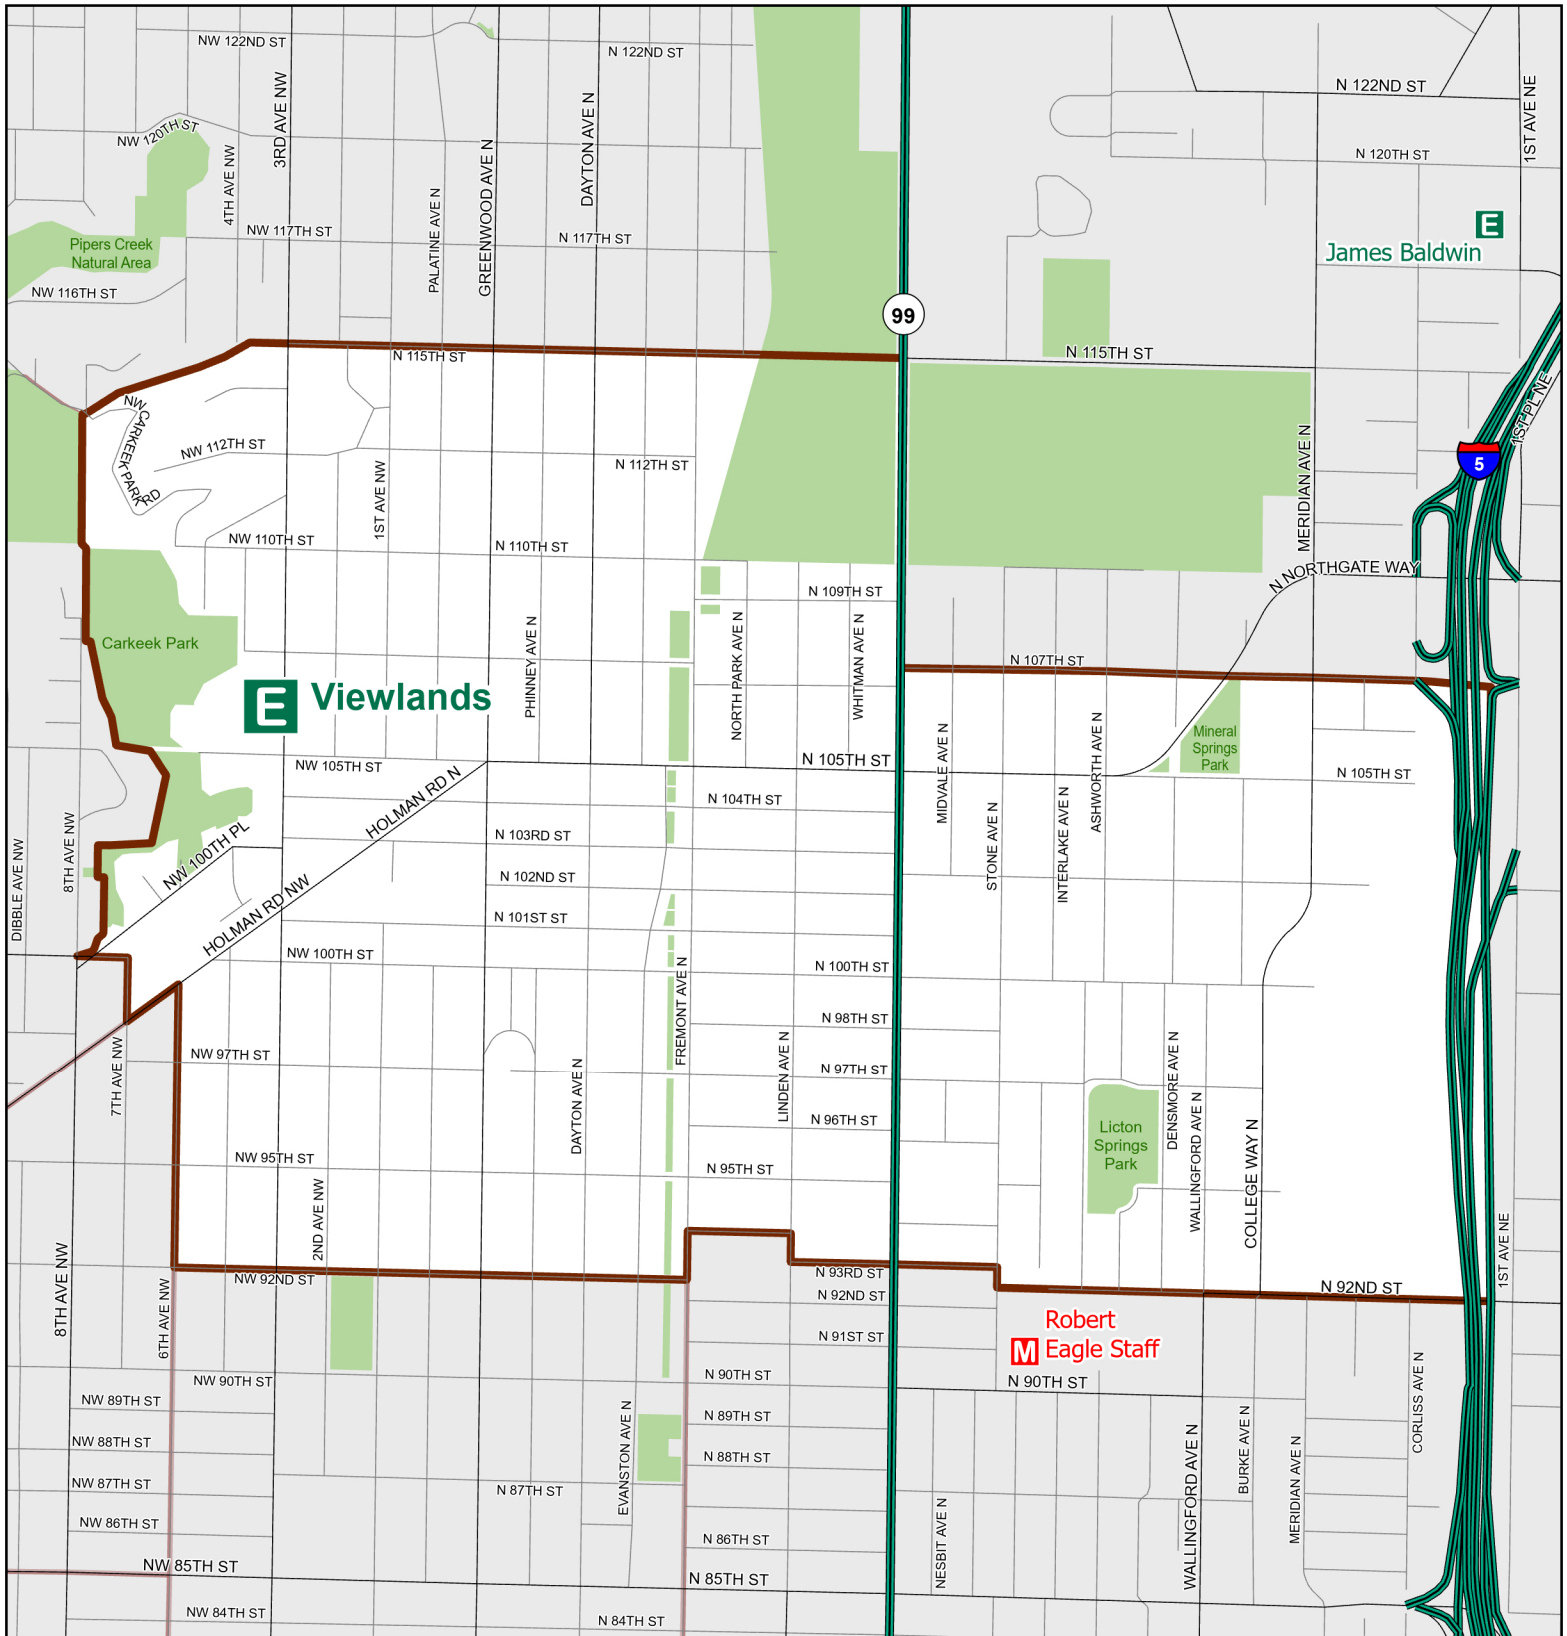 NW 122ND ST
N 122ND ST
N 122ND ST
3RD AVE NW
DAYTON AVE N
1ST AVE NE
NW 120TH ST
N 120TH ST
4TH AVE NW
PALATINE AVE N
GREENWOOD AVE N
E
James Baldwin
Pipers Creek
Natural Area
NW 117TH ST
N 117TH ST
NW 116TH ST
99
N 115TH ST
N 115TH ST
1ST PL NE
NW CARKEEK PARK RD
NW 112TH ST
N 112TH ST
1ST AVE NW
MERIDIAN AVE N
5
NW 110TH ST
N 110TH ST
N NORTHGATE WAY
N 109TH ST
Carkeek Park
PHINNEY AVE N
NORTH PARK AVE N
WHITMAN AVE N
N 107TH ST
E Viewlands
MIDVALE AVE N
ASHWORTH AVE N
Mineral
Springs
Park
NW 105TH ST
N 105TH ST
N 105TH ST
HOLMAN RD N
N 104TH ST
STONE AVE N
INTERLAKE AVE N
N 103RD ST
DIBBLE AVE NW
8TH AVE NW
NW 100TH PL
N 102ND ST
HOLMAN RD NW
N 101ST ST
NW 100TH ST
N 100TH ST
FREMONT AVE N
N 98TH ST
7TH AVE NW
NW 97TH ST
DAYTON AVE N
LINDEN AVE N
N 97TH ST
DENSMORE AVE N
WALLINGFORD AVE N
COLLEGE WAY N
N 96TH ST
Licton
Springs
Park
NW 95TH ST
N 95TH ST
2ND AVE NW
8TH AVE NW
6TH AVE NW
1ST AVE NE
NW 92ND ST
N 93RD ST
N 92ND ST
N 92ND ST
Robert
M Eagle Staff
N 91ST ST
NW 90TH ST
N 90TH ST
N 90TH ST
NW 89TH ST
N 89TH ST
EVANSTON AVE N
WALLINGFORD AVE N
BURKE AVE N
MERIDIAN AVE N
CORLISS AVE N
NW 88TH ST
N 88TH ST
NW 87TH ST
N 87TH ST
NESBIT AVE N
NW 86TH ST
N 86TH ST
NW 85TH ST
N 85TH ST
NW 84TH ST
N 84TH ST